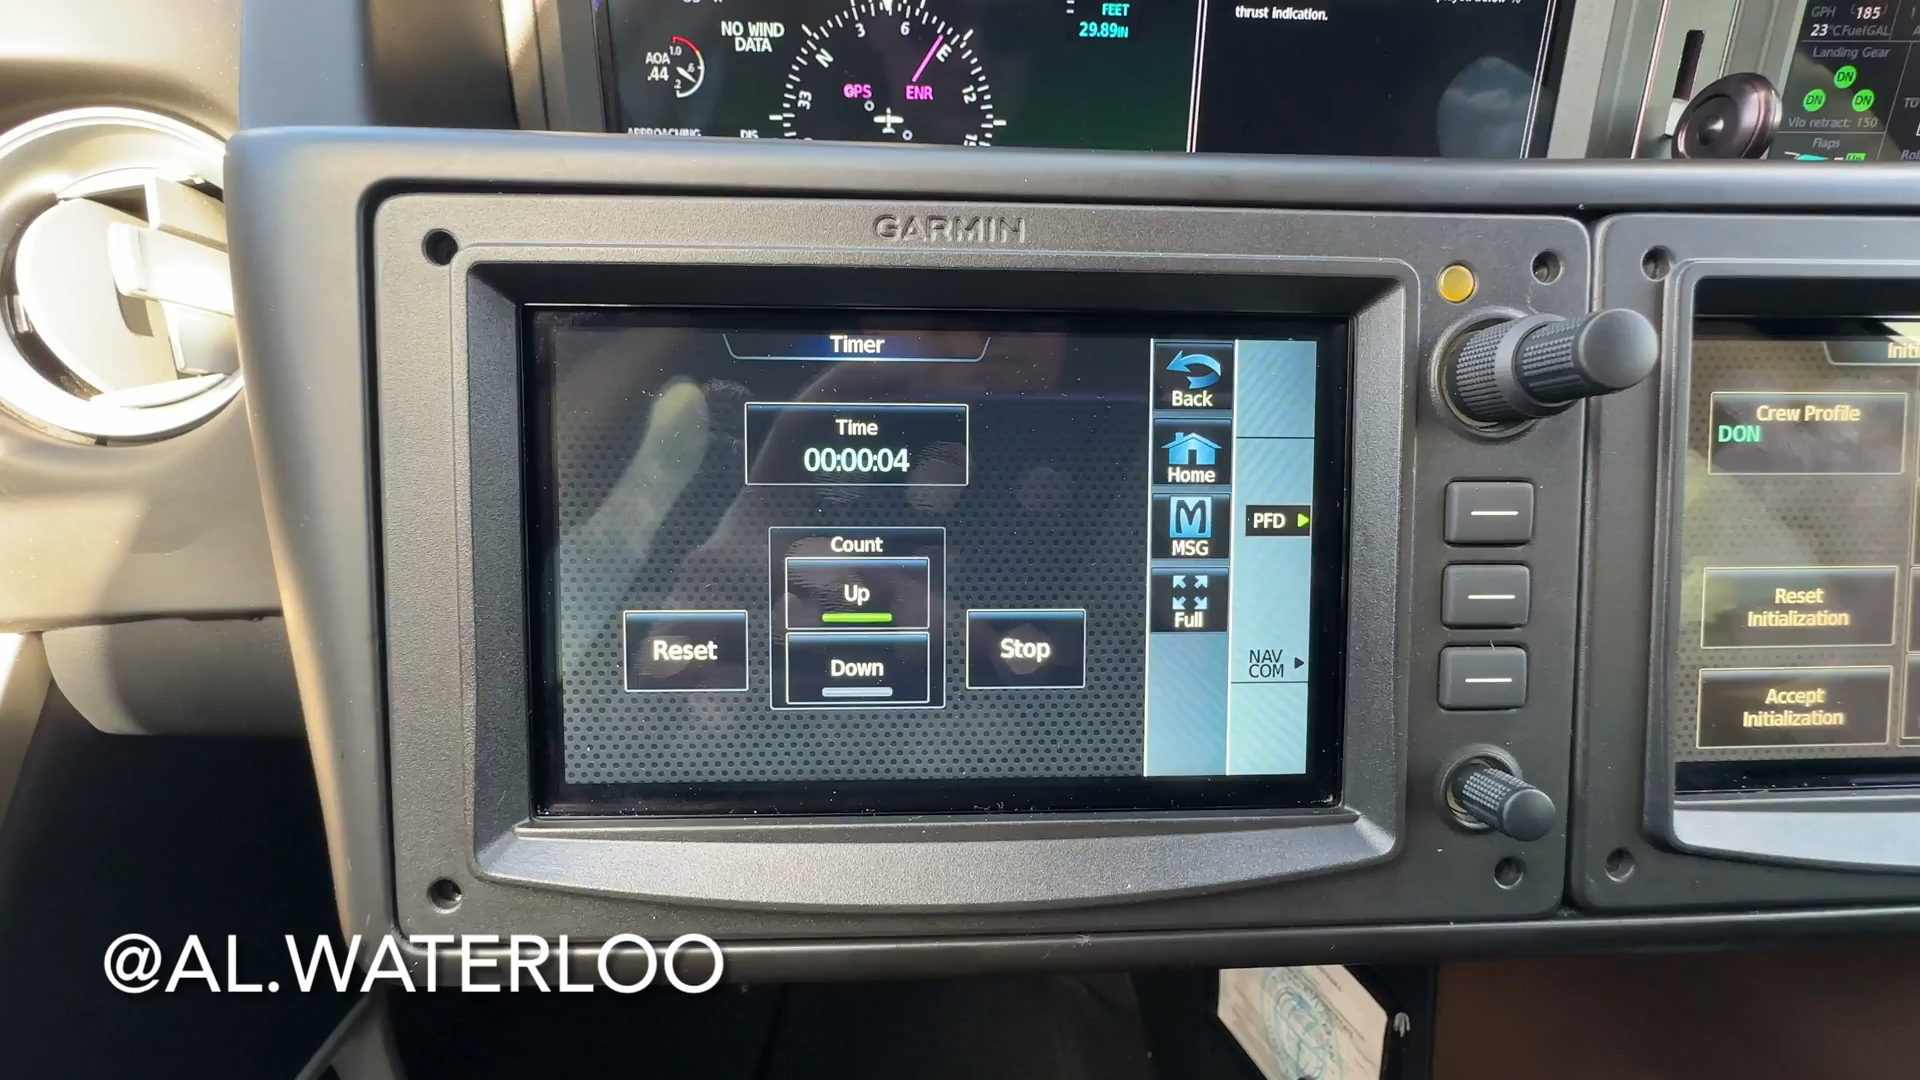 GPH 185
23°C FuelGAL
Landing Gear
DN
DN DN
Vlo retract: 150
Flaps
thrust indication.
FEET
29.89IN
NO WIND
DATA
AOA
.44
1.0
.6
.2
N 3 6 E 12
33
GPS ENR
APPROACHING DIS
GARMIN
Timer
Time
00:00:04
Count
Up
Down
Reset
Stop
Back
Home
MSG
Full
PFD
NAV
COM
Crew Profile
DON
Reset
Initialization
Accept
Initialization
@AL.WATERLOO